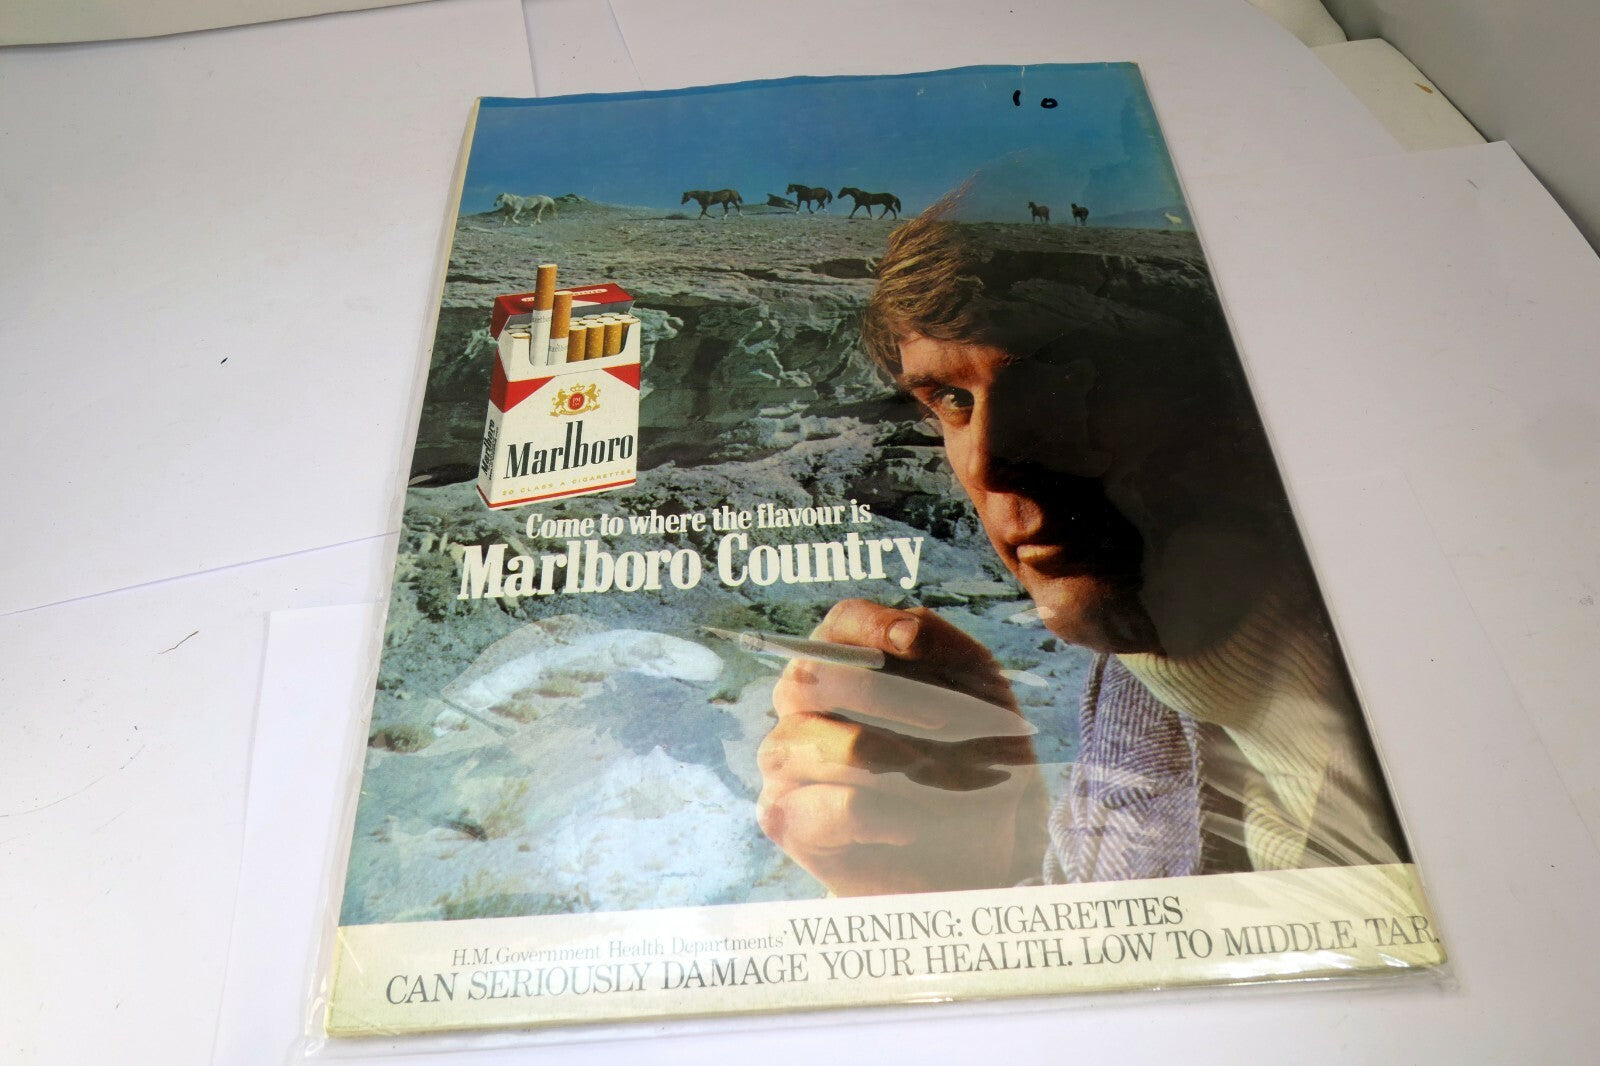 10
Marlboro
Marlboro
20 CLASS A CIGARETTES
Come to where the flavour is
Marlboro Country
H.M. Government Health Departments' WARNING: CIGARETTES
CAN SERIOUSLY DAMAGE YOUR HEALTH. LOW TO MIDDLE TAR.